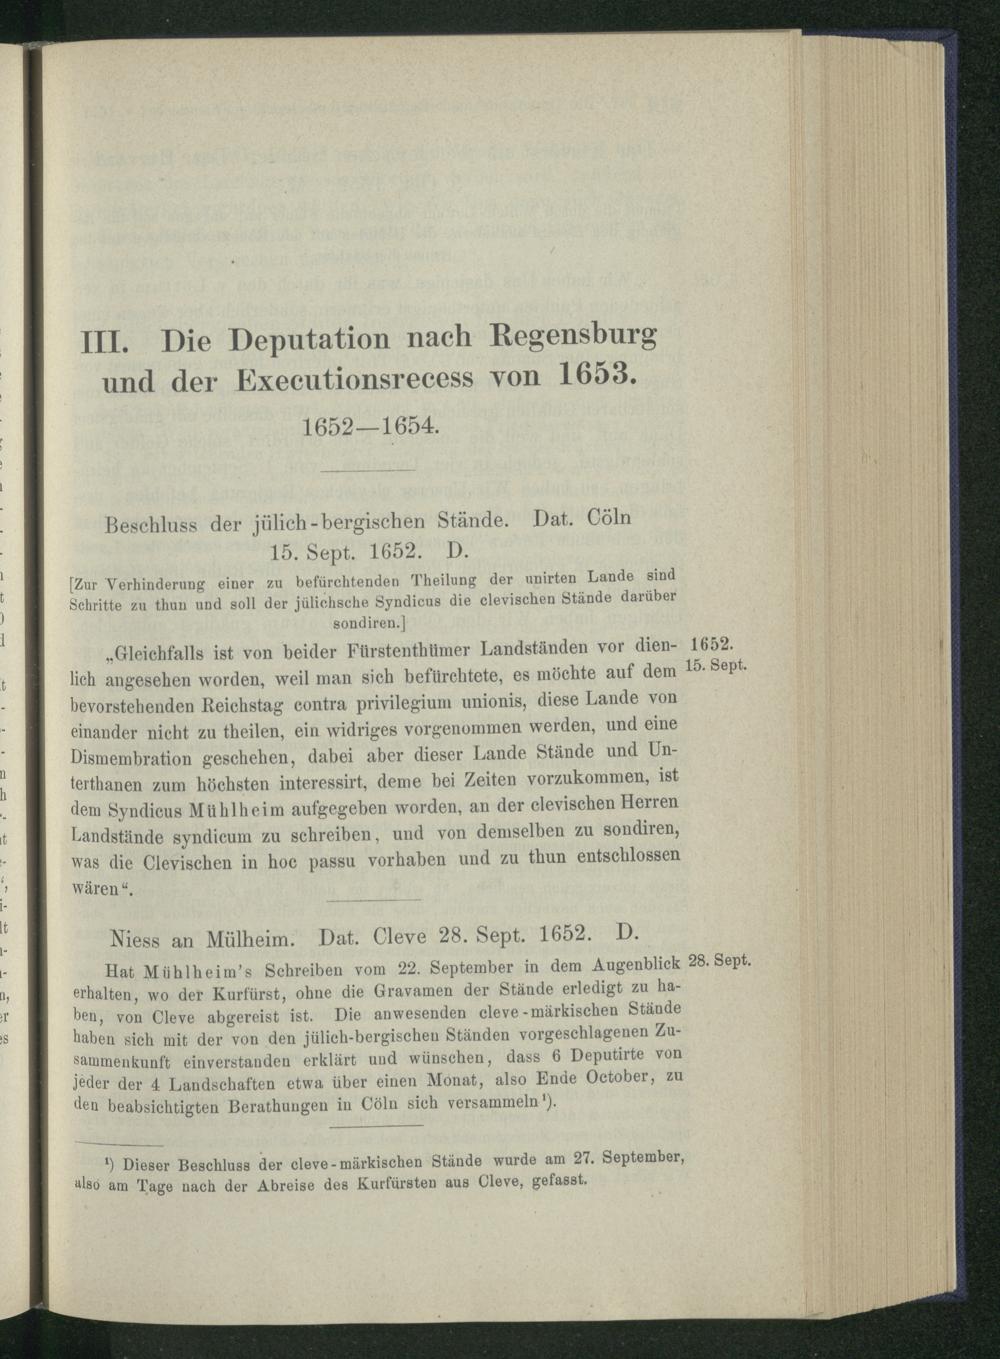 III. Die Deputation nach Regensburg
und der Executionsrecess von 1653.
1652—1654.
Beschluss der jülich-bergischen Stände. Dat. Cöln
15. Sept. 1652. D.
[Zur Verhinderung einer zu befürchtenden Theilung der unirten Lande sind
Schritte zu thun und soll der jülichsche Syndicus die clevischen Stände darüber
sondiren.]
„Gleichfalls ist von beider Fürstenthümer Landständen vor dien- 1652.
lich angesehen worden, weil man sich befürchtete, es möchte auf dem 15. Sept.
bevorstehenden Reichstag contra privilegium unionis, diese Lande von
einander nicht zu theilen, ein widriges vorgenommen werden, und eine
Dismembration geschehen, dabei aber dieser Lande Stände und Un-
terthanen zum höchsten interessirt, deme bei Zeiten vorzukommen, ist
dem Syndicus Mühlheim aufgegeben worden, an der clevischen Herren
Landstände syndicum zu schreiben, und von demselben zu sondiren,
was die Clevischen in hoc passu vorhaben und zu thun entschlossen
wären“.
Niess an Mülheim. Dat. Cleve 28. Sept. 1652. D.
Hat Mühlheim's Schreiben vom 22. September in dem Augenblick 28. Sept.
erhalten, wo der Kurfürst, ohne die Gravamen der Stände erledigt zu ha-
ben, von Cleve abgereist ist. Die anwesenden cleve-märkischen Stände
haben sich mit der von den jülich-bergischen Ständen vorgeschlagenen Zu-
sammenkunft einverstanden erklärt und wünschen, dass 6 Deputirte von
jeder der 4 Landschaften etwa über einen Monat, also Ende October, zu
den beabsichtigten Berathungen in Cöln sich versammeln¹).
¹) Dieser Beschluss der cleve-märkischen Stände wurde am 27. September,
also am Tage nach der Abreise des Kurfürsten aus Cleve, gefasst.